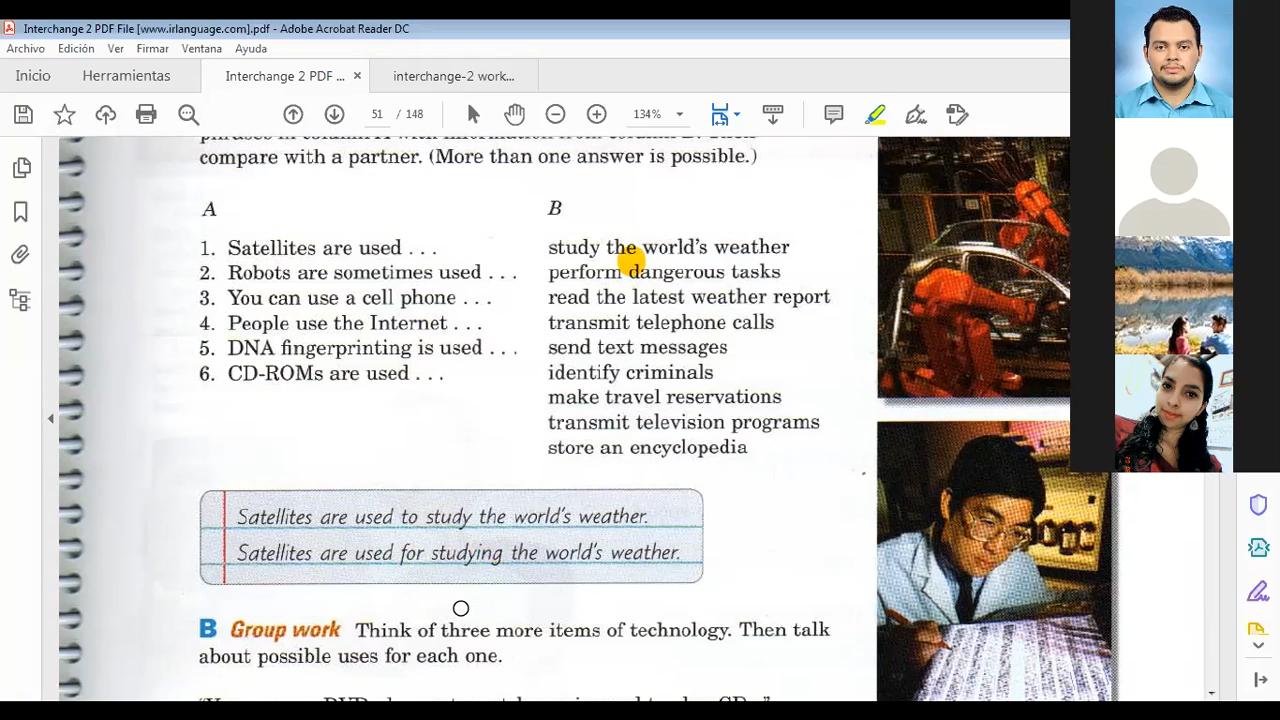 Interchange 2 PDF File [www.irlanguage.com].pdf - Adobe Acrobat Reader DC
Archivo Edición Ver Firmar Ventana Ayuda
Inicio Herramientas Interchange 2 PDF ... × interchange-2 work...
51 / 148 134%
compare with a partner. (More than one answer is possible.)
A B
1. Satellites are used . . . study the world's weather
2. Robots are sometimes used . . . perform dangerous tasks
3. You can use a cell phone . . . read the latest weather report
4. People use the Internet . . . transmit telephone calls
5. DNA fingerprinting is used . . . send text messages
6. CD-ROMs are used . . . identify criminals
make travel reservations
transmit television programs
store an encyclopedia
Satellites are used to study the world's weather.
Satellites are used for studying the world's weather.
B Group work Think of three more items of technology. Then talk
about possible uses for each one.